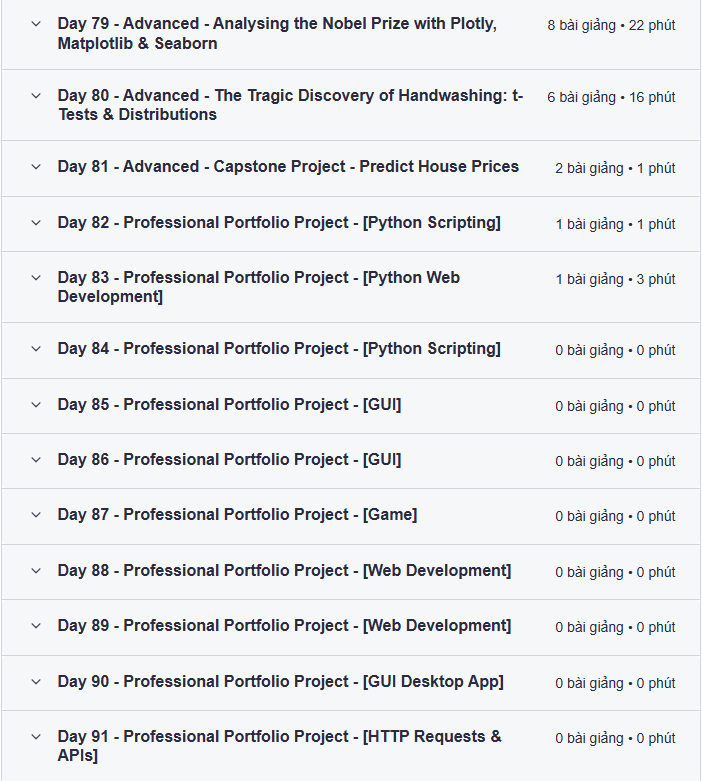 Day 79 - Advanced - Analysing the Nobel Prize with Plotly, 8 bài giảng • 22 phút
Matplotlib & Seaborn
Day 80 - Advanced - The Tragic Discovery of Handwashing: t- 6 bài giảng • 16 phút
Tests & Distributions
Day 81 - Advanced - Capstone Project - Predict House Prices 2 bài giảng • 1 phút
Day 82 - Professional Portfolio Project - [Python Scripting] 1 bài giảng • 1 phút
Day 83 - Professional Portfolio Project - [Python Web 1 bài giảng • 3 phút
Development]
Day 84 - Professional Portfolio Project - [Python Scripting] 0 bài giảng • 0 phút
Day 85 - Professional Portfolio Project - [GUI] 0 bài giảng • 0 phút
Day 86 - Professional Portfolio Project - [GUI] 0 bài giảng • 0 phút
Day 87 - Professional Portfolio Project - [Game] 0 bài giảng • 0 phút
Day 88 - Professional Portfolio Project - [Web Development] 0 bài giảng • 0 phút
Day 89 - Professional Portfolio Project - [Web Development] 0 bài giảng • 0 phút
Day 90 - Professional Portfolio Project - [GUI Desktop App] 0 bài giảng • 0 phút
Day 91 - Professional Portfolio Project - [HTTP Requests & 0 bài giảng • 0 phút
APIs]